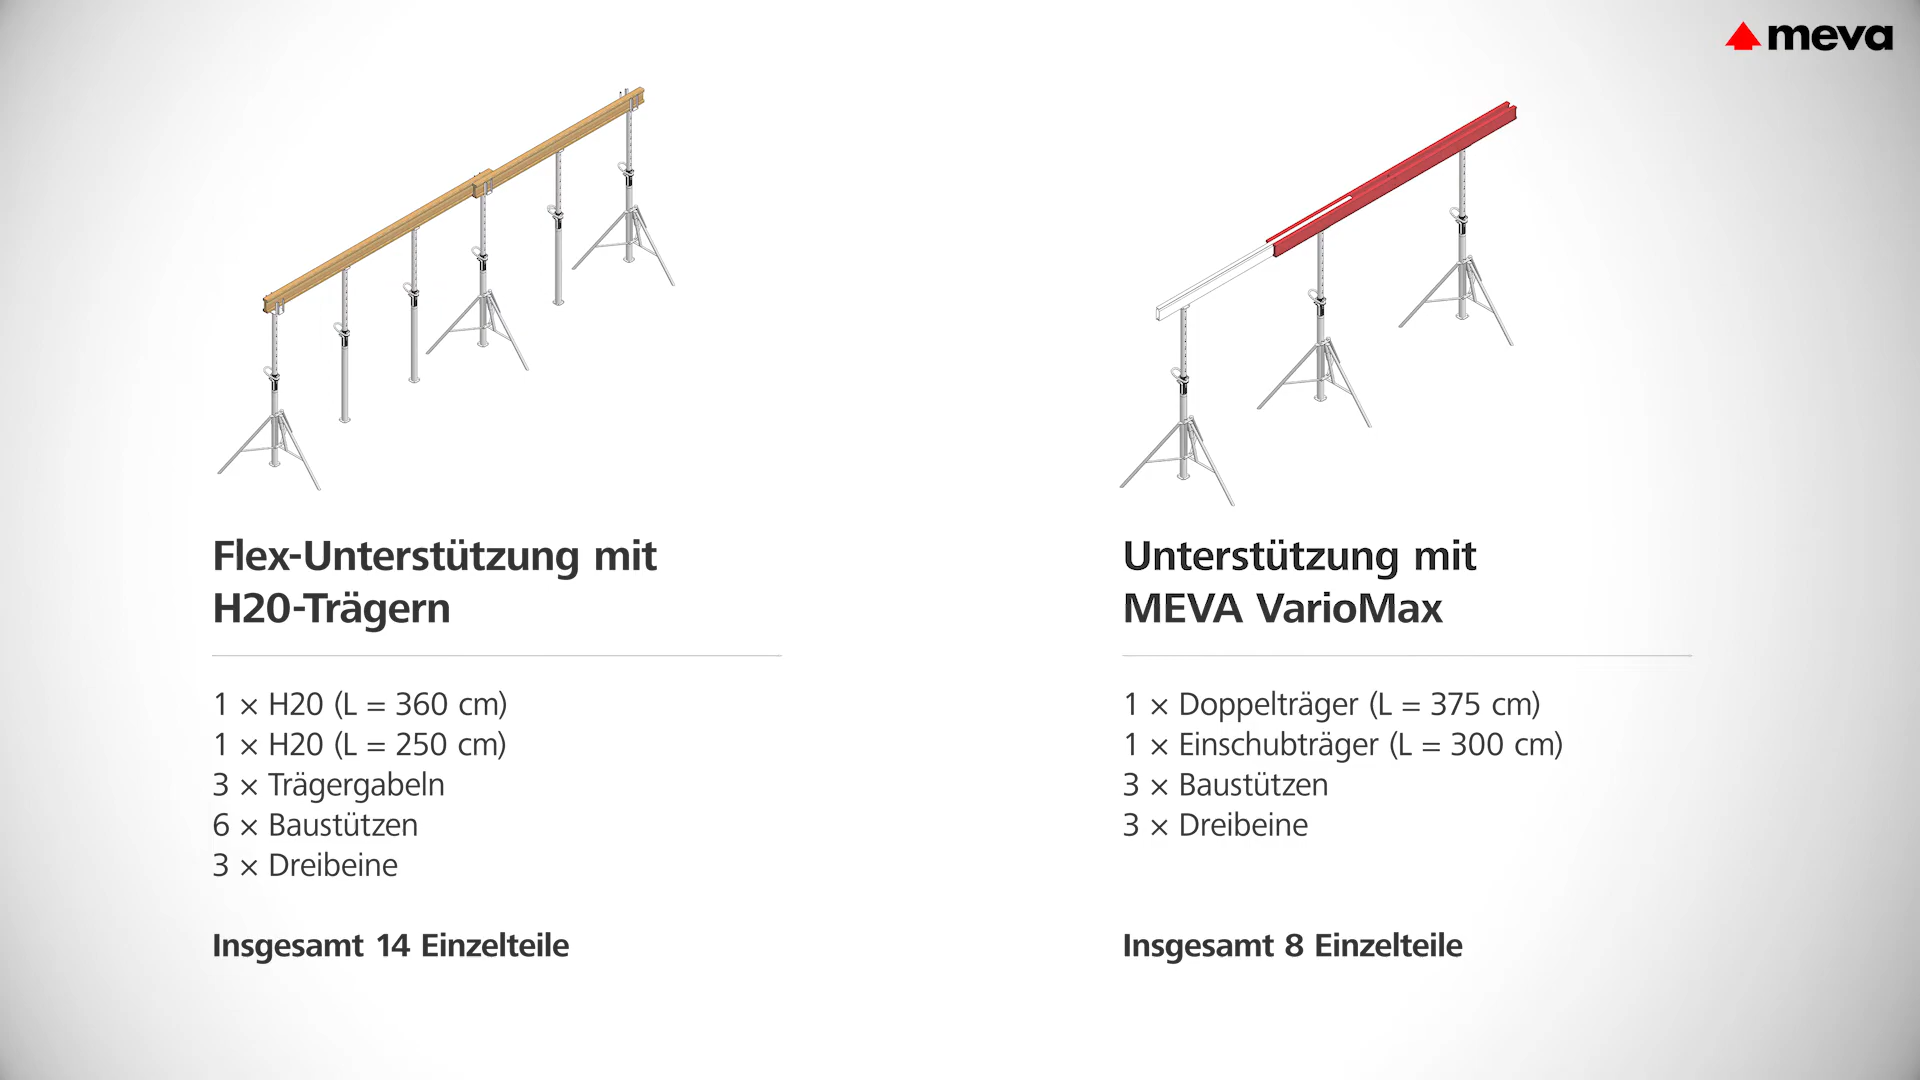 meva
Flex-Unterstützung mit
H20-Trägern
1 × H20 (L = 360 cm)
1 × H20 (L = 250 cm)
3 × Trägergabeln
6 × Baustützen
3 × Dreibeine
Insgesamt 14 Einzelteile
Unterstützung mit
MEVA VarioMax
1 × Doppelträger (L = 375 cm)
1 × Einschubträger (L = 300 cm)
3 × Baustützen
3 × Dreibeine
Insgesamt 8 Einzelteile